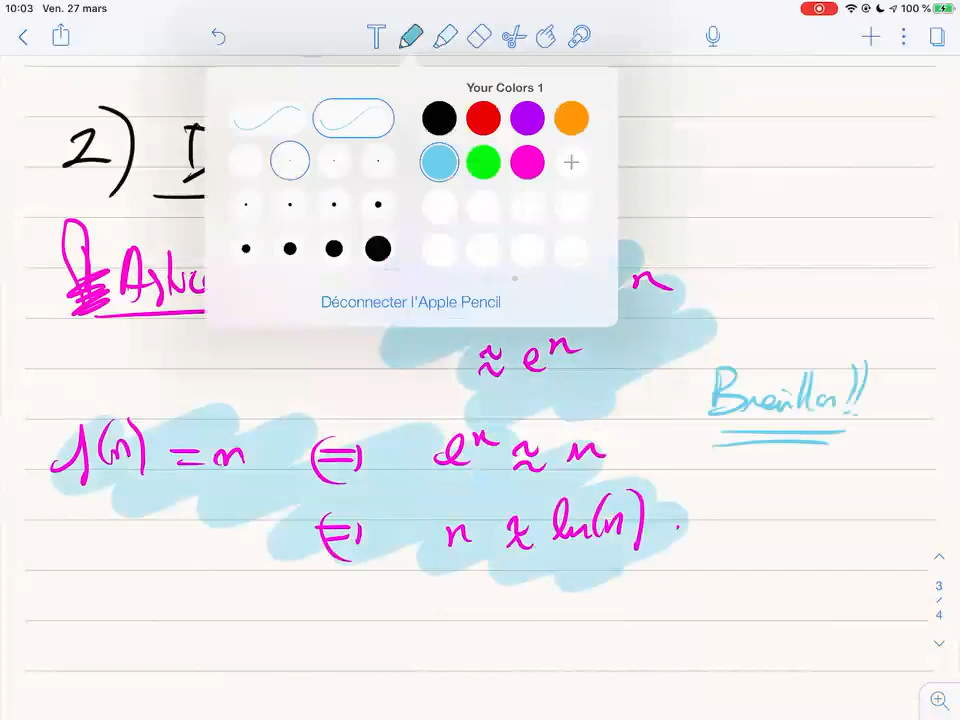 10:03 Ven. 27 mars 100 %
Your Colors 1
2)
n
Déconnecter l'Apple Pencil
≈ e^n
Brouillon!!
f(n) = n ⇔ e^n ≈ n
⇔ n ≈ ln(n).
3
/
4